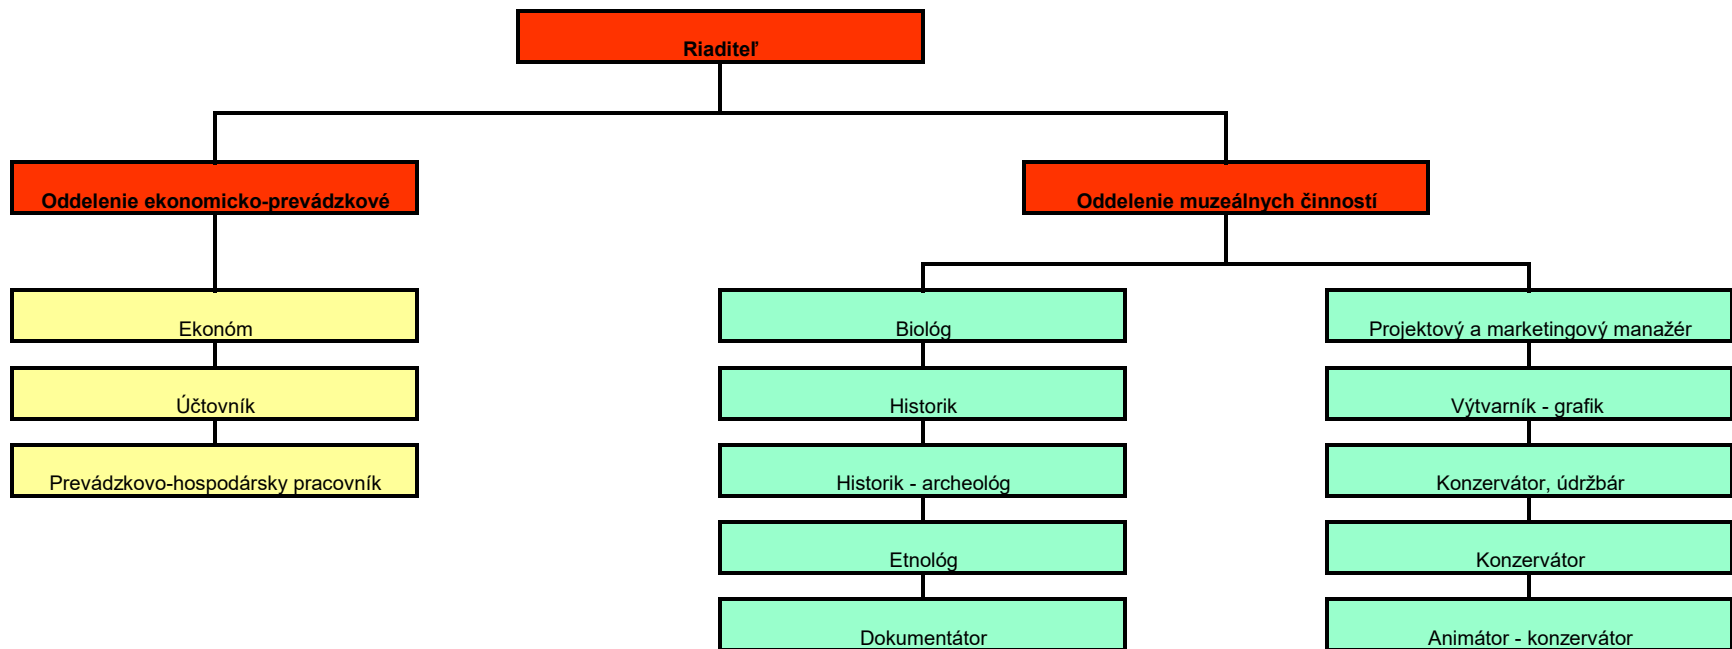 Riaditeľ
Oddelenie ekonomicko-prevádzkové
Oddelenie muzeálnych činností
Ekonóm
Účtovník
Prevádzkovo-hospodársky pracovník
Biológ
Historik
Historik - archeológ
Etnológ
Dokumentátor
Projektový a marketingový manažér
Výtvarník - grafik
Konzervátor, údržbár
Konzervátor
Animátor - konzervátor